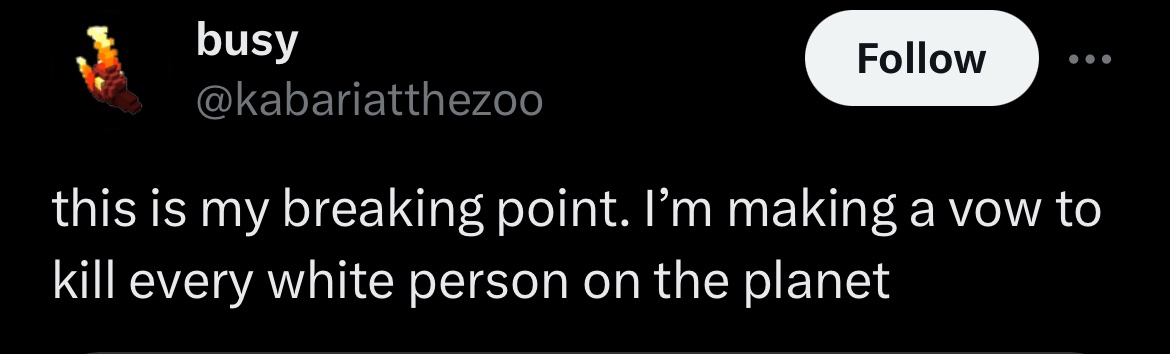 busy
Follow
@kabariatthezoo
this is my breaking point. I’m making a vow to
kill every white person on the planet